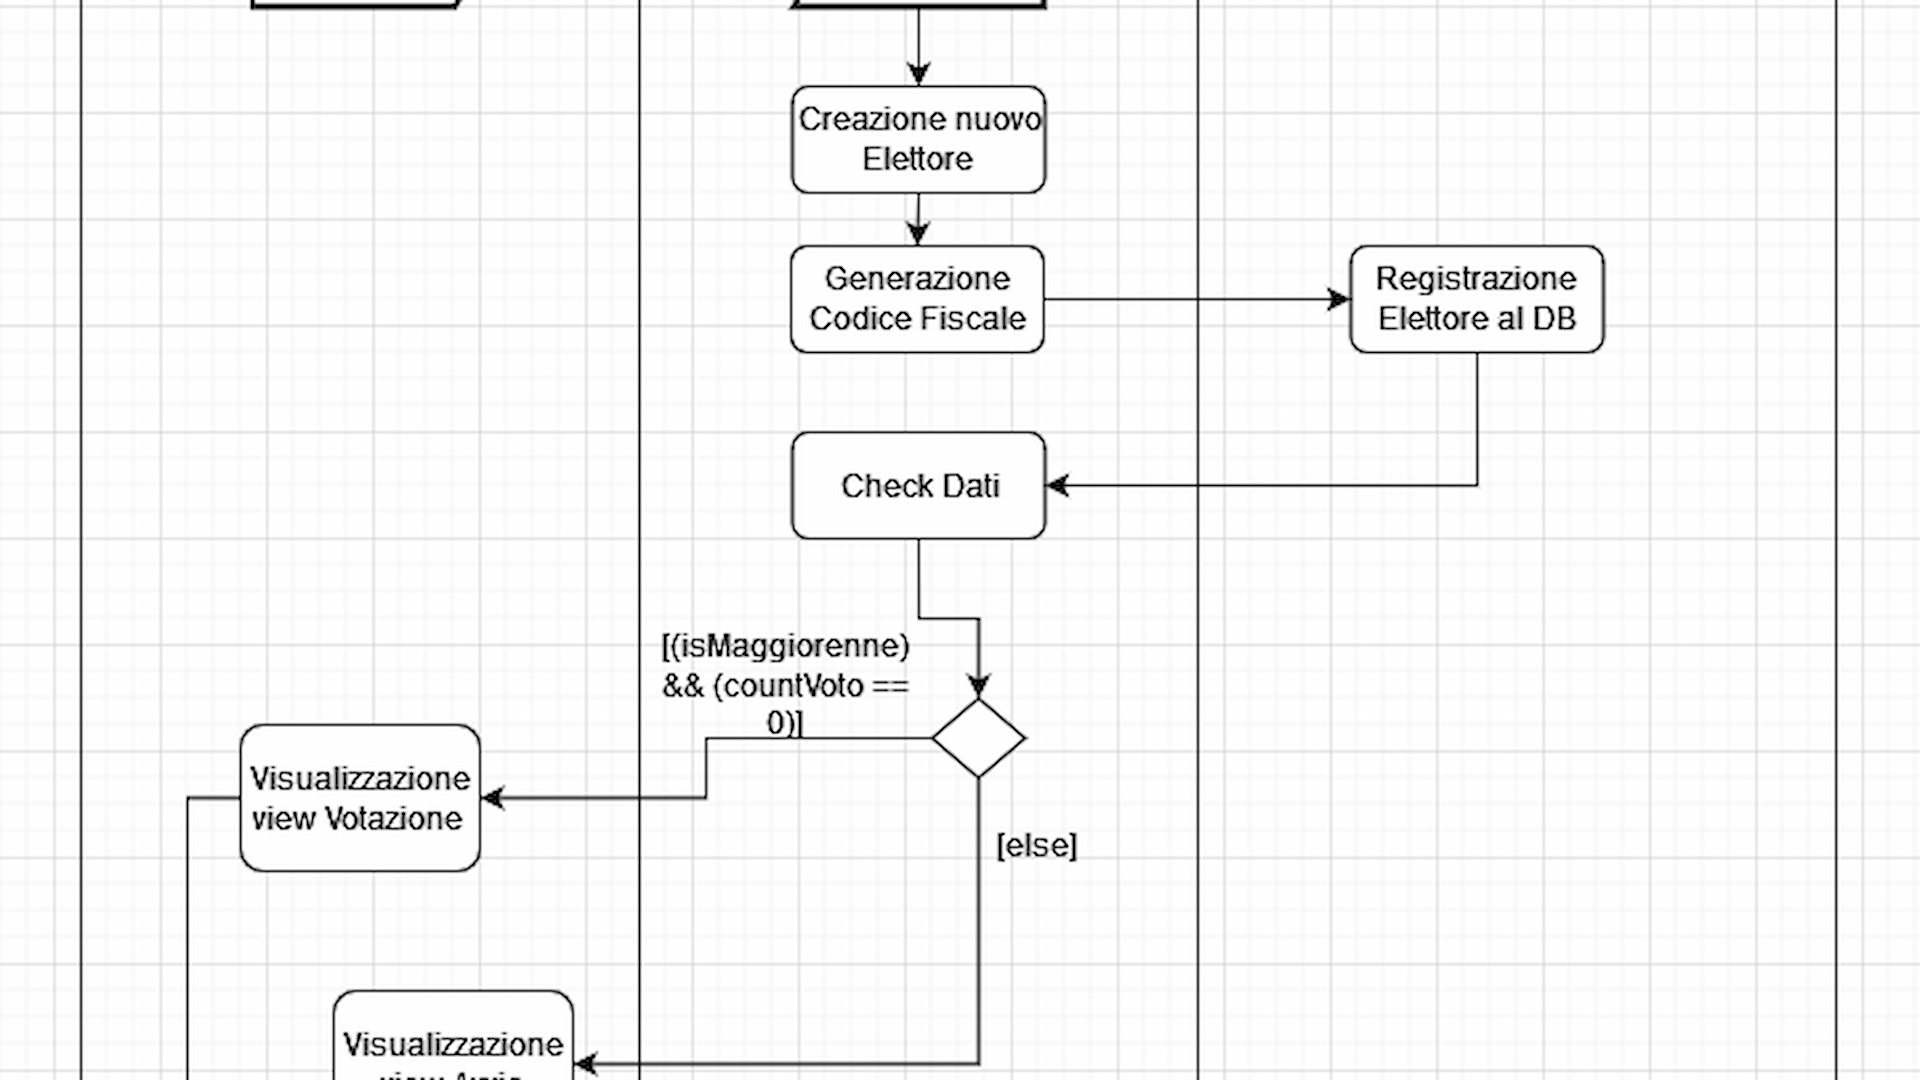 Creazione nuovo
Elettore
Generazione
Codice Fiscale
Registrazione
Elettore al DB
Check Dati
[(isMaggiorenne)
&& (countVoto ==
0)]
Visualizzazione
view Votazione
[else]
Visualizzazione
view